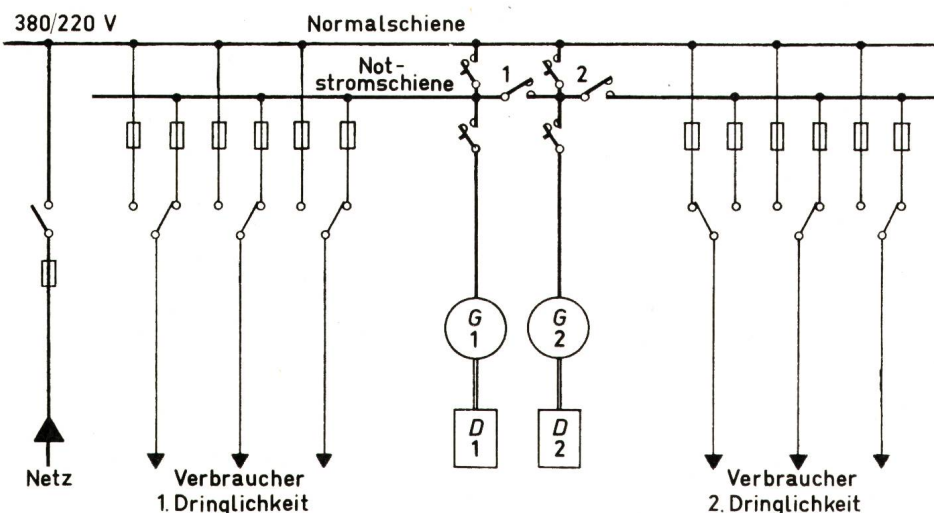 380/220 V
Normalschiene
Not-
stromschiene
1
2
G
1
G
2
D
1
D
2
Netz
Verbraucher
1. Dringlichkeit
Verbraucher
2. Dringlichkeit